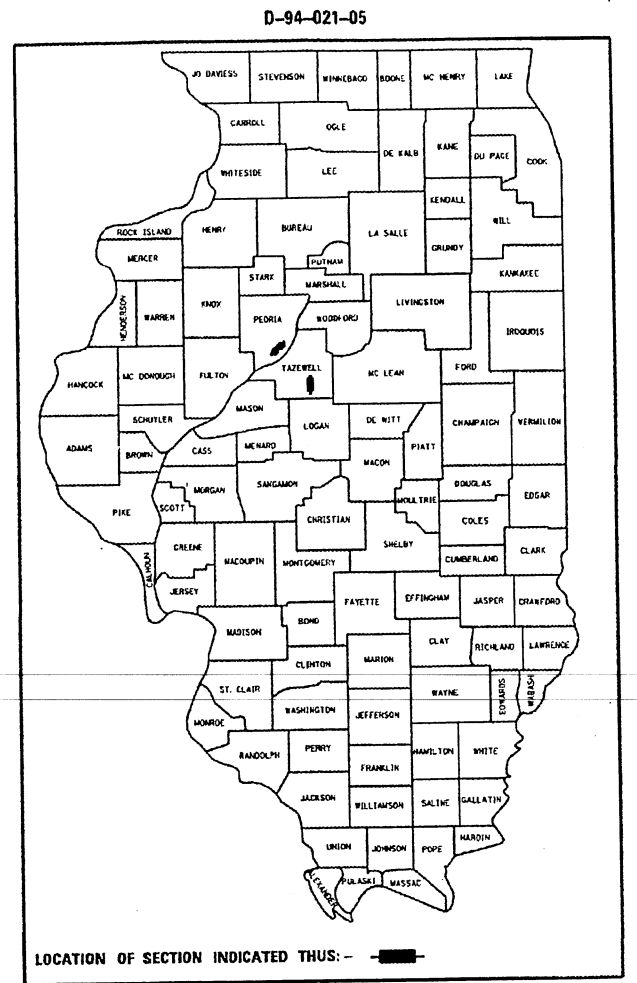 D-94-021-05
JO DAVIESS STEVENSON WINNEBAGO BOONE MC HENRY LAKE
CARROLL OGLE
DE KALB KANE DU PAGE COOK
WHITESIDE LEE
KENDALL
WILL
ROCK ISLAND HENRY BUREAU LA SALLE
GRUNDY
MERCER PUTNAM
STARK MARSHALL KANKAKEE
HENDERSON WARREN KNOX PEORIA WOODFORD LIVINGSTON
IROQUOIS
HANCOCK MC DONOUGH FULTON TAZEWELL MC LEAN FORD
MASON
SCHUYLER LOGAN DE WITT CHAMPAIGN VERMILION
ADAMS BROWN CASS MENARD PIATT
MACON
PIKE SCOTT MORGAN SANGAMON MOULTRIE DOUGLAS EDGAR
CHRISTIAN COLES
GREENE SHELBY
CALHOUN MACOUPIN MONTGOMERY CUMBERLAND CLARK
JERSEY FAYETTE EFFINGHAM JASPER CRAWFORD
MADISON BOND
CLAY RICHLAND LAWRENCE
CLINTON MARION
ST. CLAIR WAYNE EDWARDS WABASH
MONROE WASHINGTON JEFFERSON
RANDOLPH PERRY HAMILTON WHITE
FRANKLIN
JACKSON WILLIAMSON SALINE GALLATIN
UNION JOHNSON POPE HARDIN
ALEXANDER PULASKI MASSAC
LOCATION OF SECTION INDICATED THUS: -